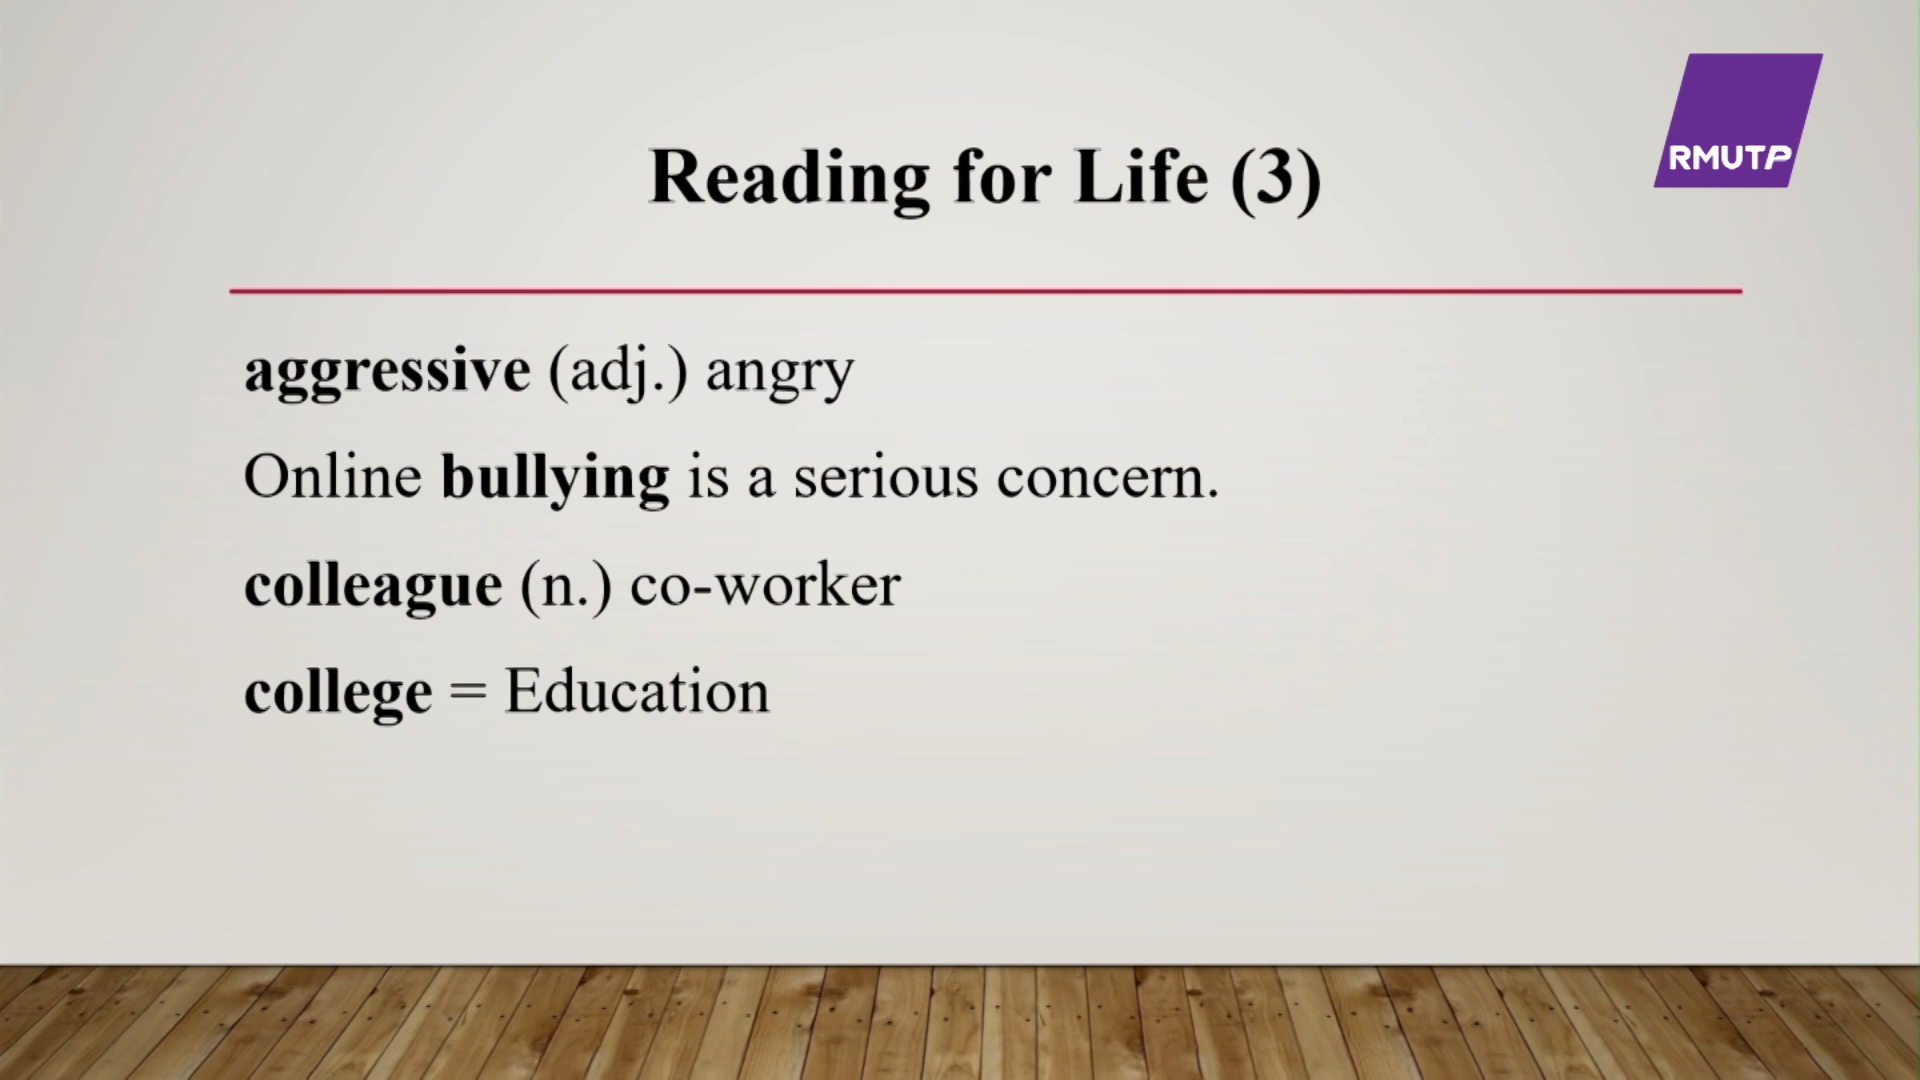 RMUTP
Reading for Life (3)
aggressive (adj.) angry
Online bullying is a serious concern.
colleague (n.) co-worker
college = Education